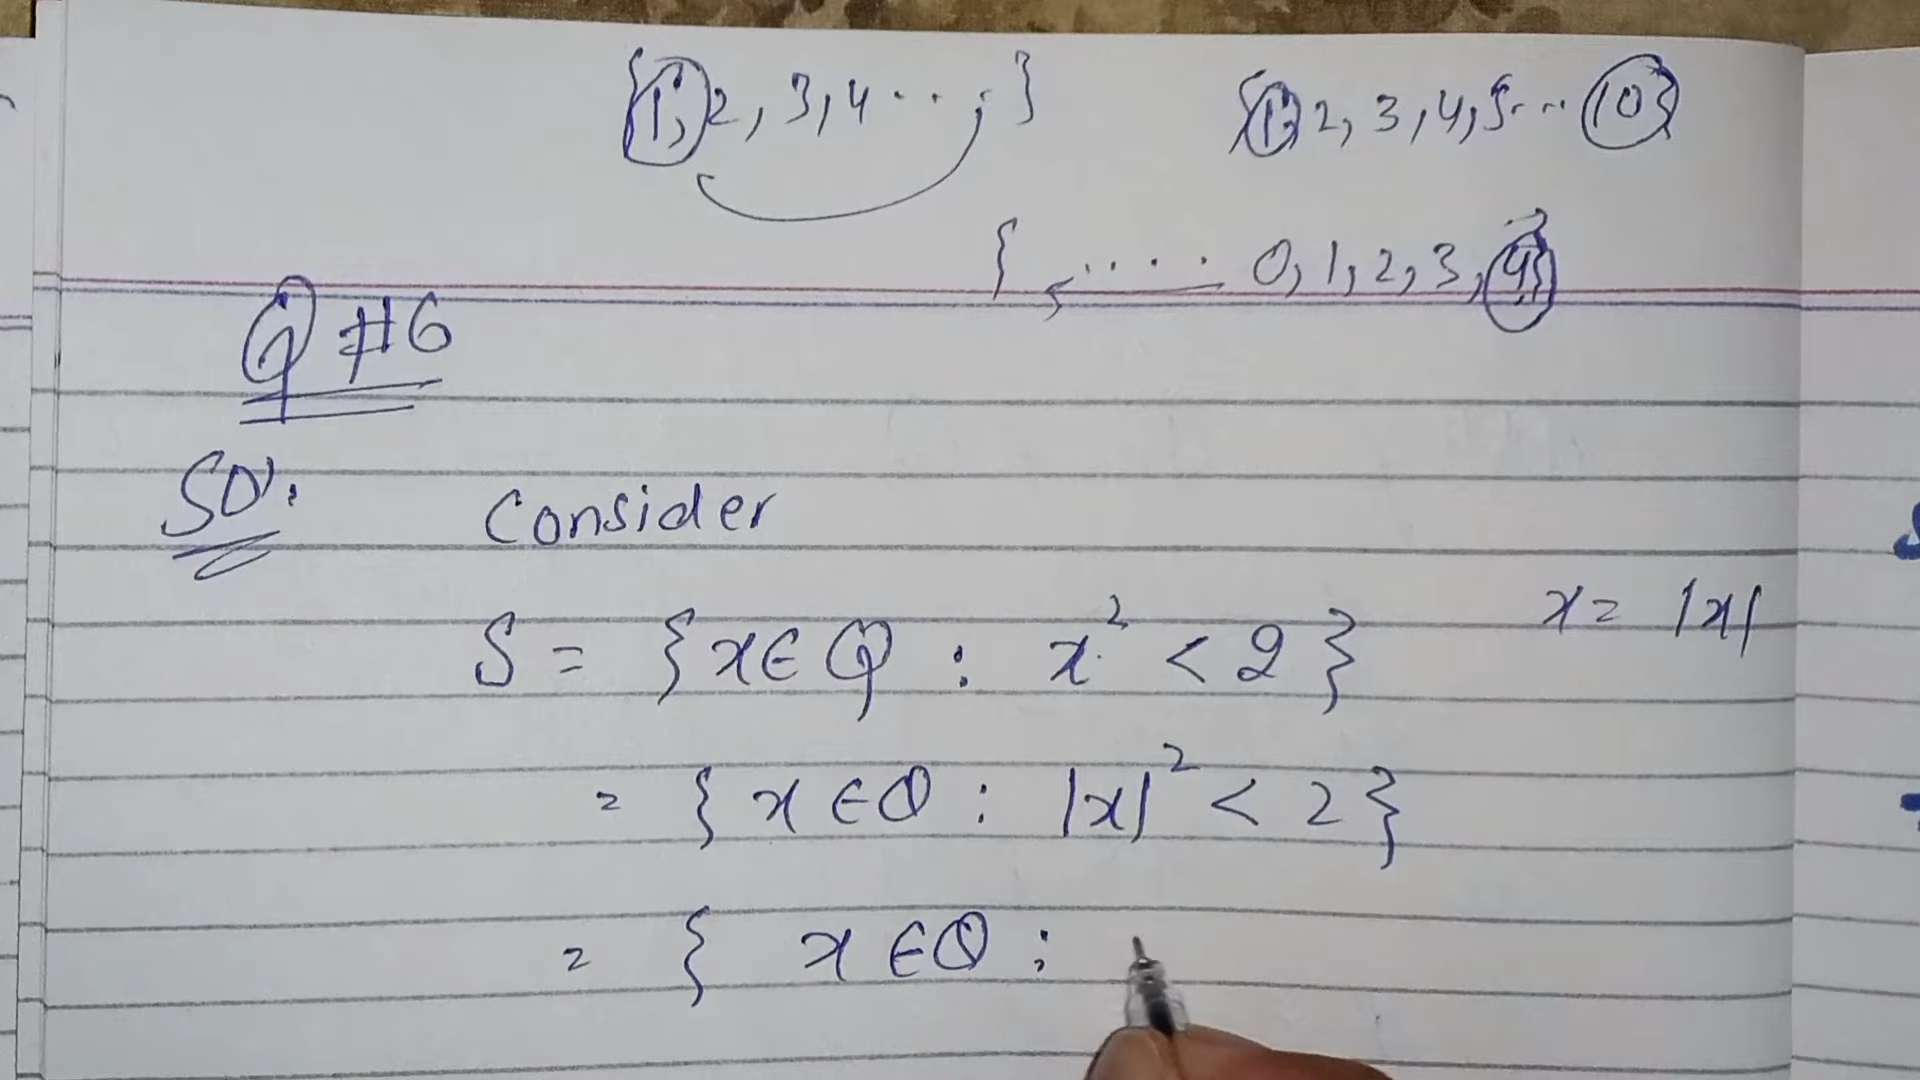 {1, 2, 3, 4 . . , . } {1, 2, 3, 4, 5 . . . 10}
{ . . . . . 0, 1, 2, 3, 4}
Q #6
Sol: Consider
S = {x ∈ Q : x² < 2} x = |x|
= {x ∈ Q : |x|² < 2}
= { x ∈ Q :